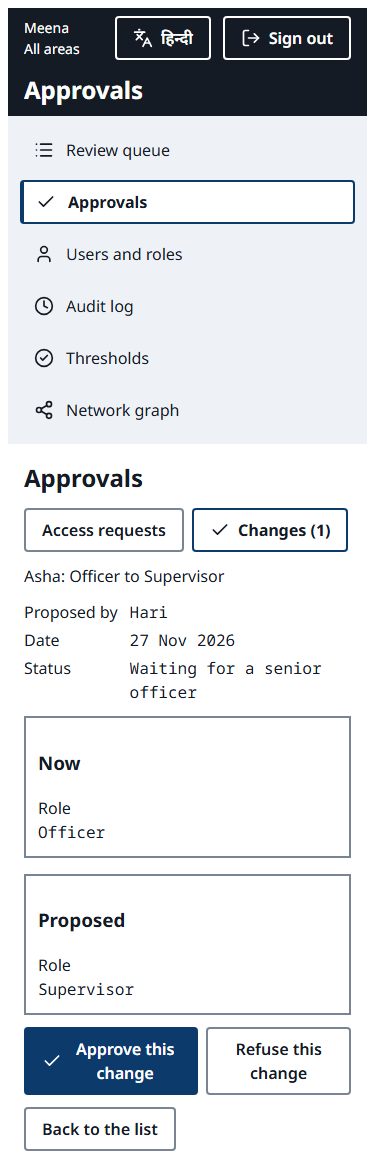 Meena
All areas
हिन्दी
Sign out
Approvals
Review queue
Approvals
Users and roles
Audit log
Thresholds
Network graph
Approvals
Access requests
Changes (1)
Asha: Officer to Supervisor
Proposed by Hari
Date 27 Nov 2026
Status Waiting for a senior
officer
Now
Role
Officer
Proposed
Role
Supervisor
Approve this
change
Refuse this
change
Back to the list